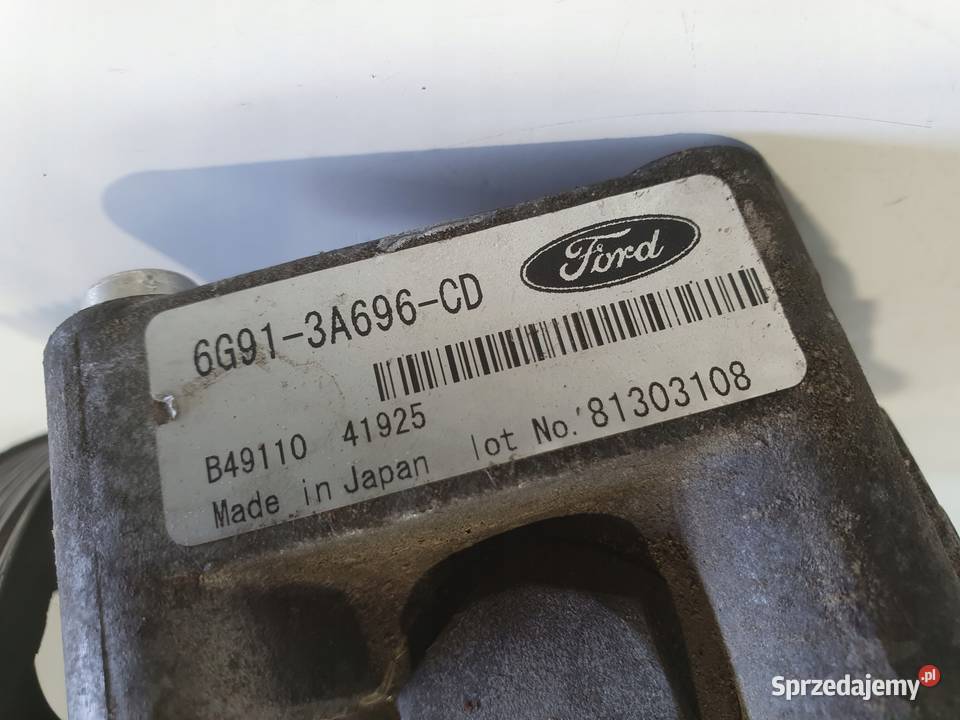 Ford
6G91-3A696-CD
B49110 41925
Made in Japan lot No. 81303108
Sprzedajemy.pl